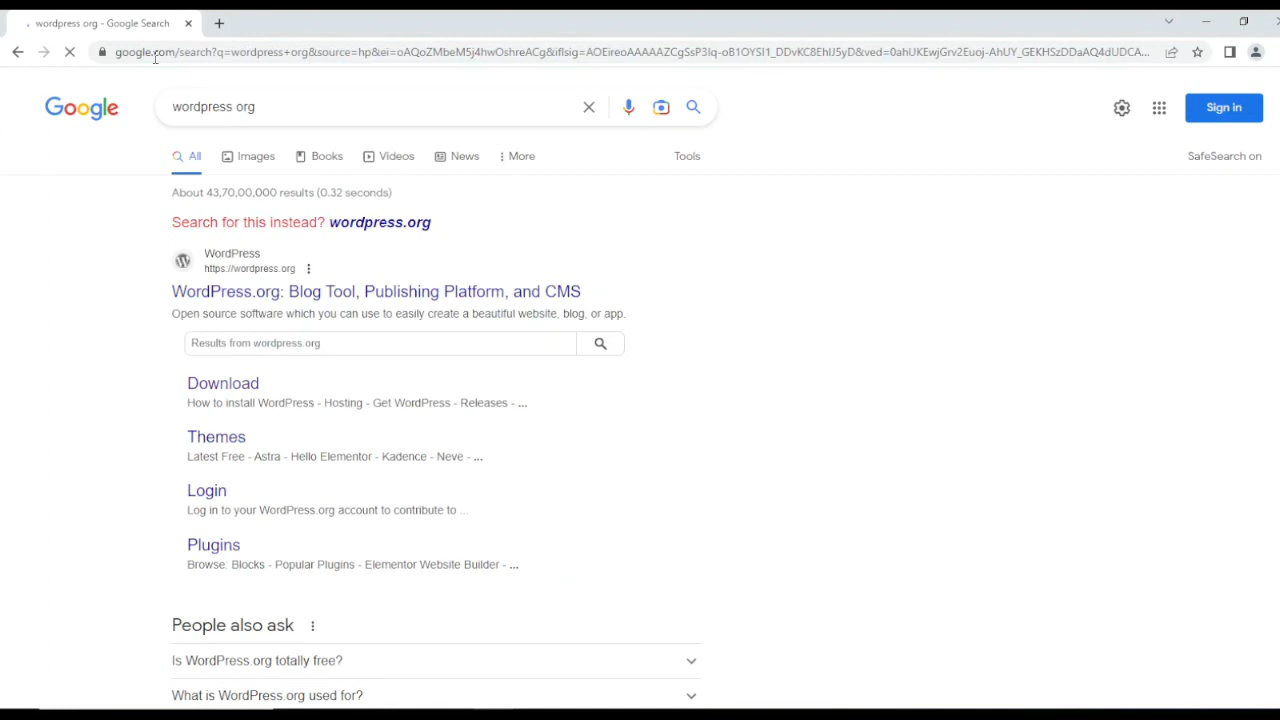 wordpress org - Google Search
google.com/search?q=wordpress+org&source=hp&ei=oAQoZMbeM5j4hwOshreACg&iflsig=AOEireoAAAAAZCgSsP3Iq-oB1OYSI1_DDvKC8EhIJ5yD&ved=0ahUKEwjGrv2Euoj-AhUY_GEKHSzDDaAQ4dUDCA...
Google
wordpress org
Sign in
All
Images
Books
Videos
News
More
Tools
SafeSearch on
About 43,70,00,000 results (0.32 seconds)
Search for this instead? wordpress.org
WordPress
https://wordpress.org
WordPress.org: Blog Tool, Publishing Platform, and CMS
Open source software which you can use to easily create a beautiful website, blog, or app.
Results from wordpress.org
Download
How to install WordPress - Hosting - Get WordPress - Releases - ...
Themes
Latest Free - Astra - Hello Elementor - Kadence - Neve - ...
Login
Log in to your WordPress.org account to contribute to ...
Plugins
Browse: Blocks - Popular Plugins - Elementor Website Builder - ...
People also ask
Is WordPress.org totally free?
What is WordPress.org used for?